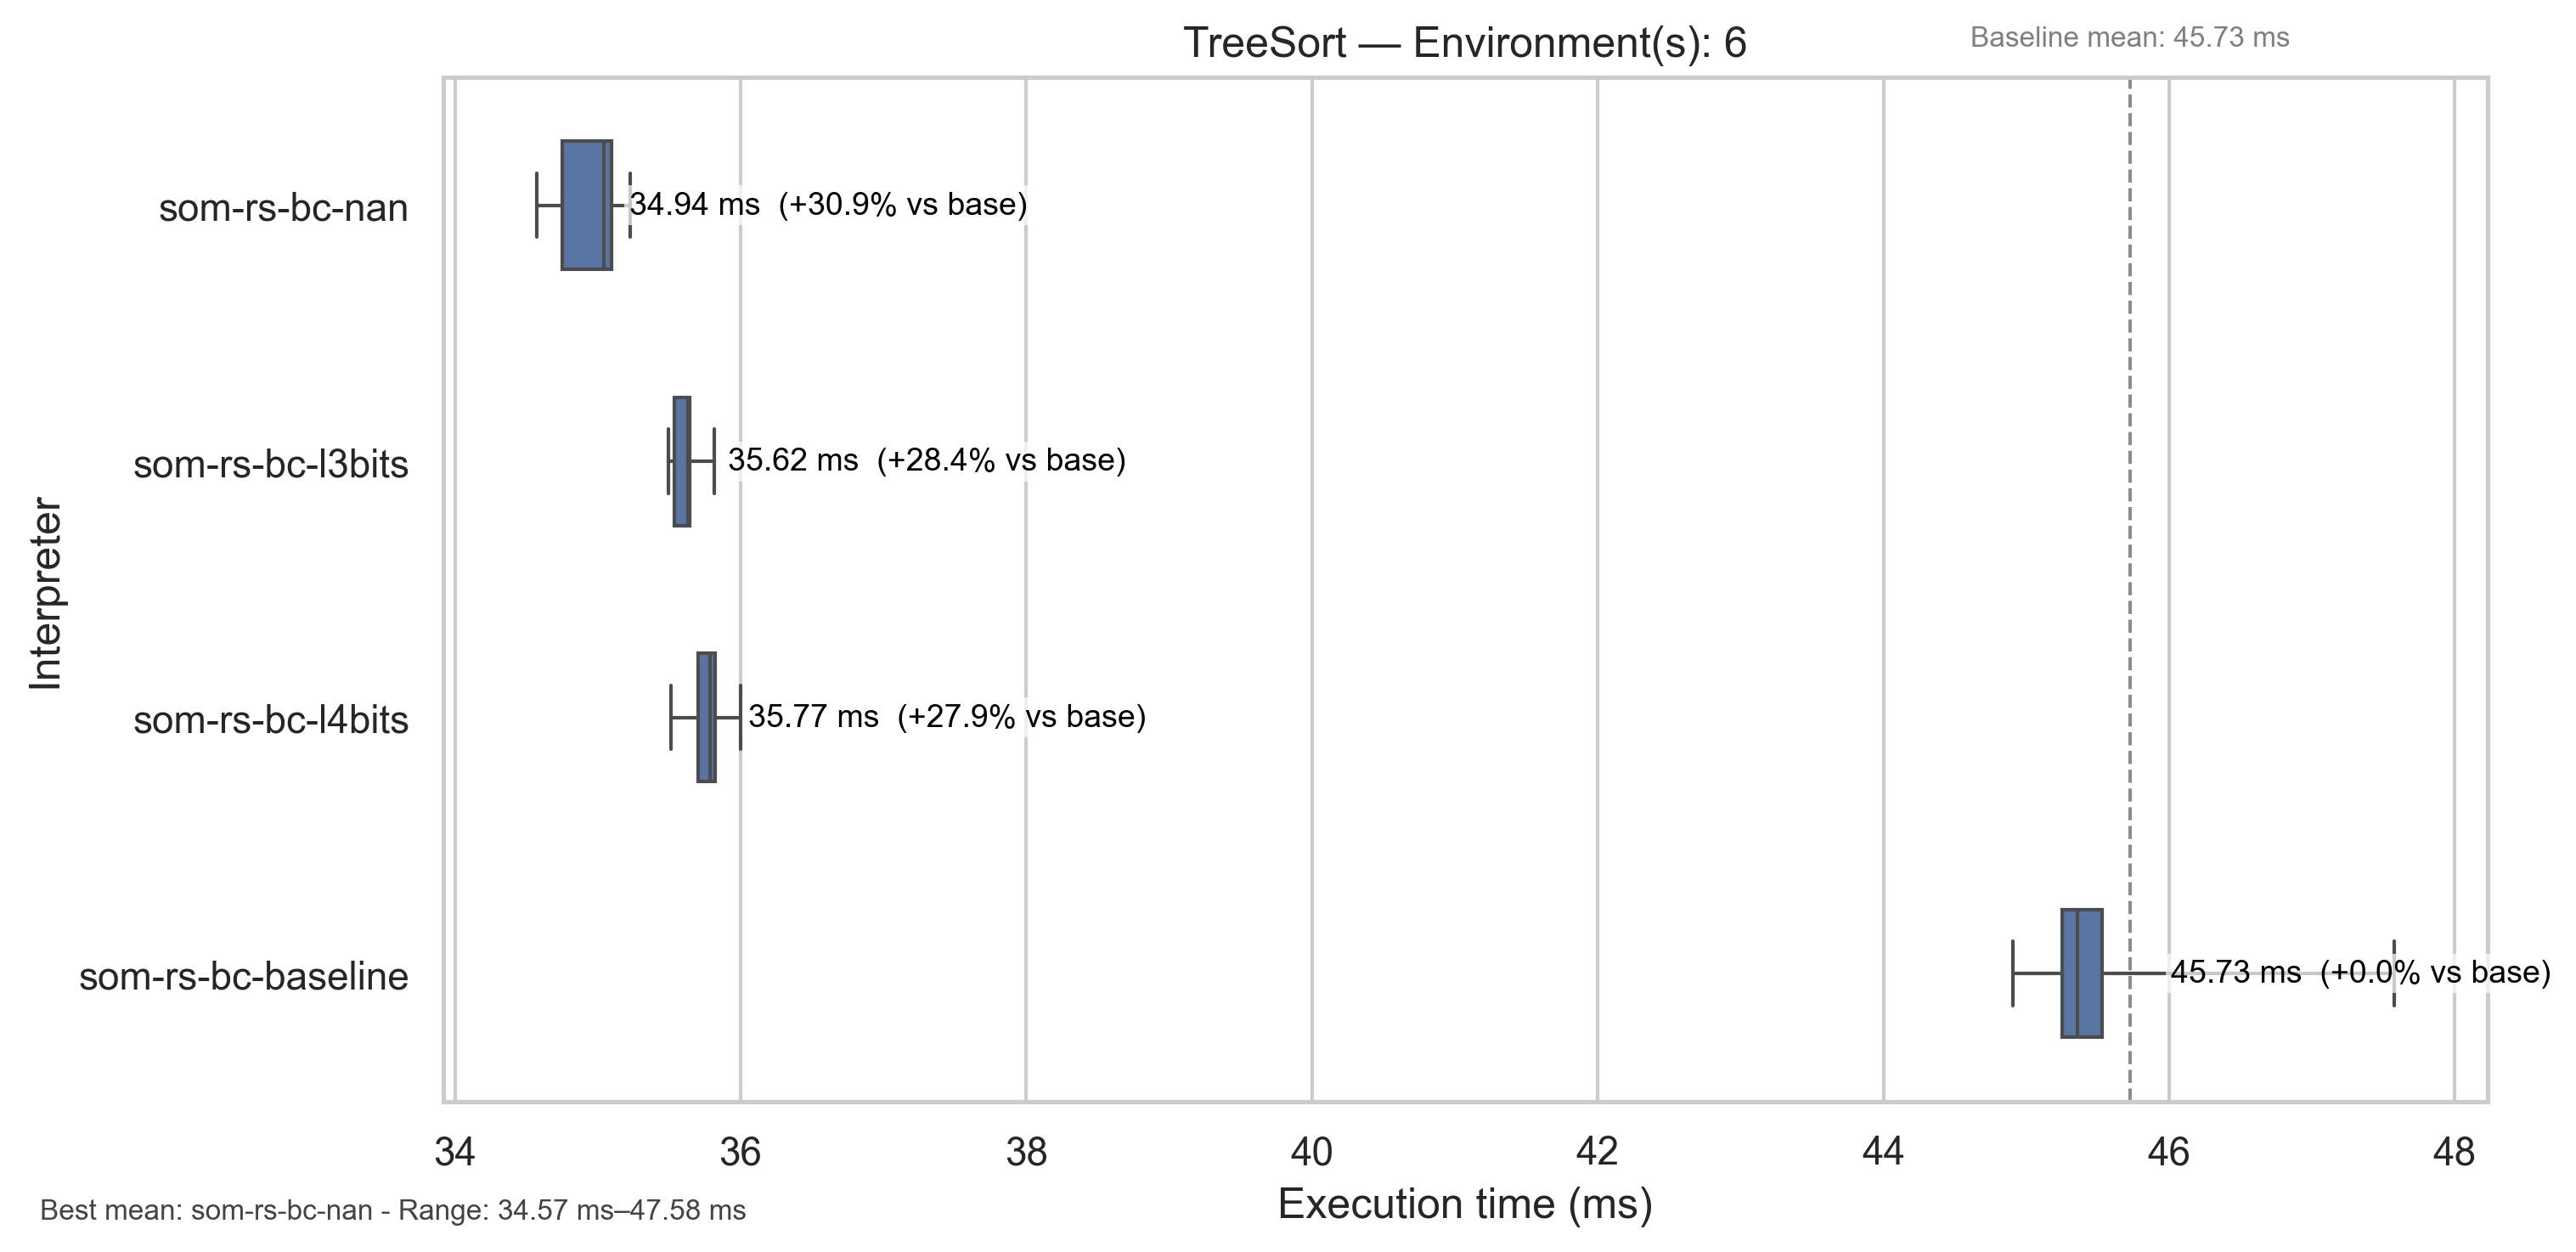 TreeSort — Environment(s): 6
Baseline mean: 45.73 ms
Interpreter
som-rs-bc-nan
34.94 ms  (+30.9% vs base)
som-rs-bc-l3bits
35.62 ms  (+28.4% vs base)
som-rs-bc-l4bits
35.77 ms  (+27.9% vs base)
som-rs-bc-baseline
45.73 ms  (+0.0% vs base)
34 36 38 40 42 44 46 48
Execution time (ms)
Best mean: som-rs-bc-nan - Range: 34.57 ms–47.58 ms